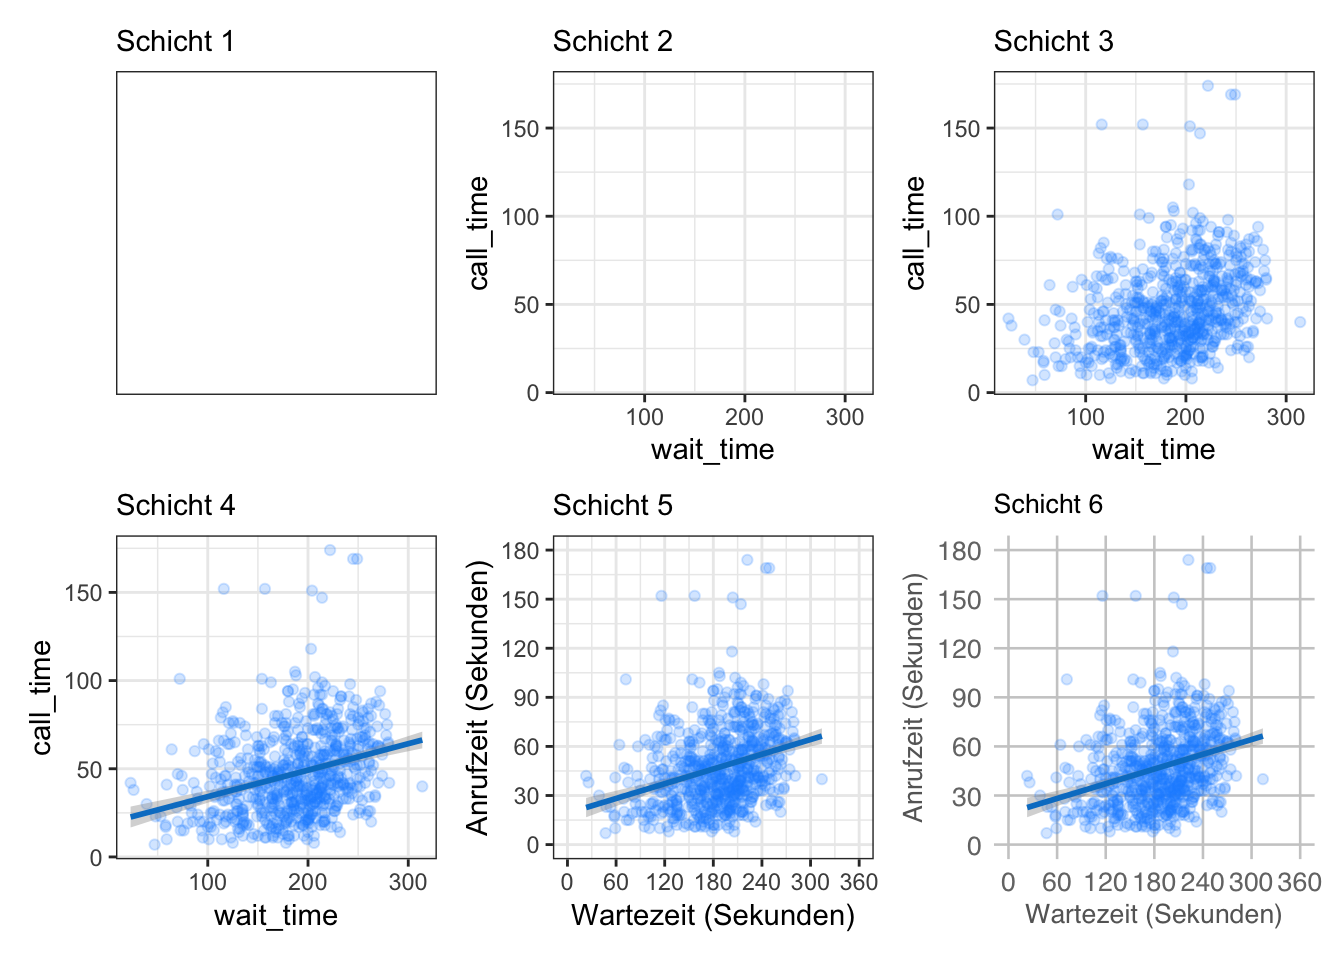 Schicht 1
Schicht 2
call_time
150
100
50
0
100 200 300
wait_time
Schicht 3
call_time
150
100
50
0
100 200 300
wait_time
Schicht 4
call_time
150
100
50
0
100 200 300
wait_time
Schicht 5
Anrufzeit (Sekunden)
180
150
120
90
60
30
0
0 60 120 180 240 300 360
Wartezeit (Sekunden)
Schicht 6
Anrufzeit (Sekunden)
180
150
120
90
60
30
0
0 60 120 180 240 300 360
Wartezeit (Sekunden)